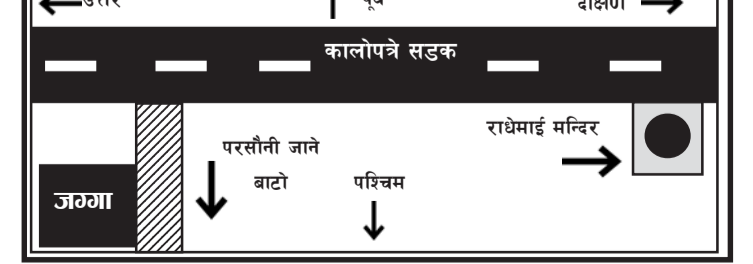 उत्तर
पूर्व
दक्षिण
कालोपत्रे सडक
राधेमाई मन्दिर
परसौनी जाने
बाटो
पश्चिम
जग्गा